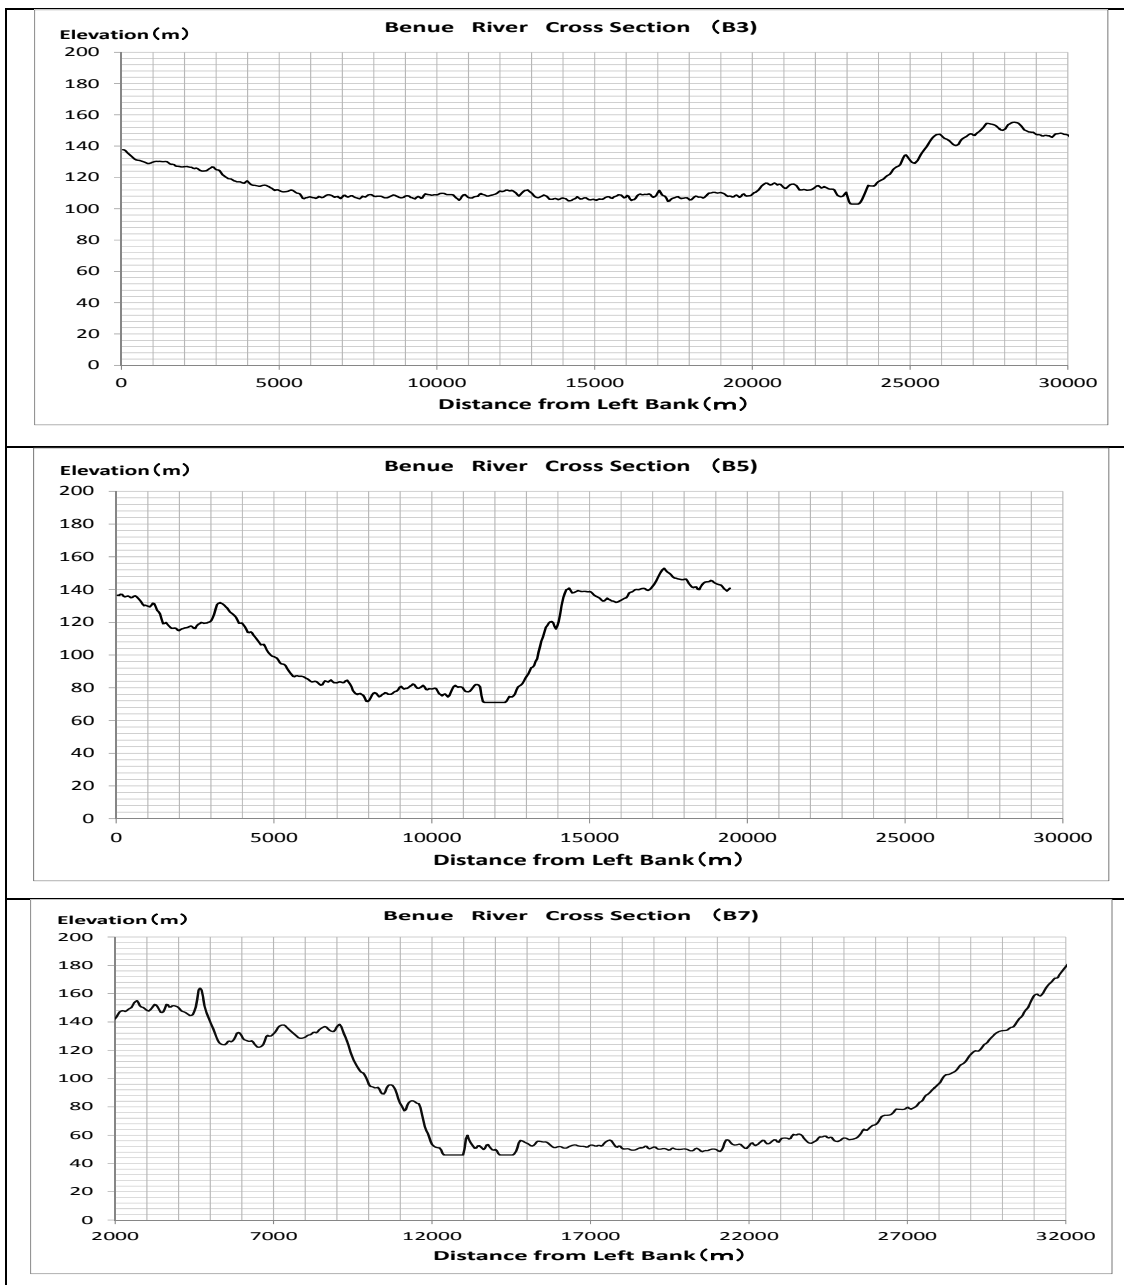 Benue River Cross Section (B3)
Elevation(m)
200
180
160
140
120
100
80
60
40
20
0
0 5000 10000 15000 20000 25000 30000
Distance from Left Bank(m)
Benue River Cross Section (B5)
Elevation(m)
200
180
160
140
120
100
80
60
40
20
0
0 5000 10000 15000 20000 25000 30000
Distance from Left Bank(m)
Benue River Cross Section (B7)
Elevation(m)
200
180
160
140
120
100
80
60
40
20
0
2000 7000 12000 17000 22000 27000 32000
Distance from Left Bank(m)